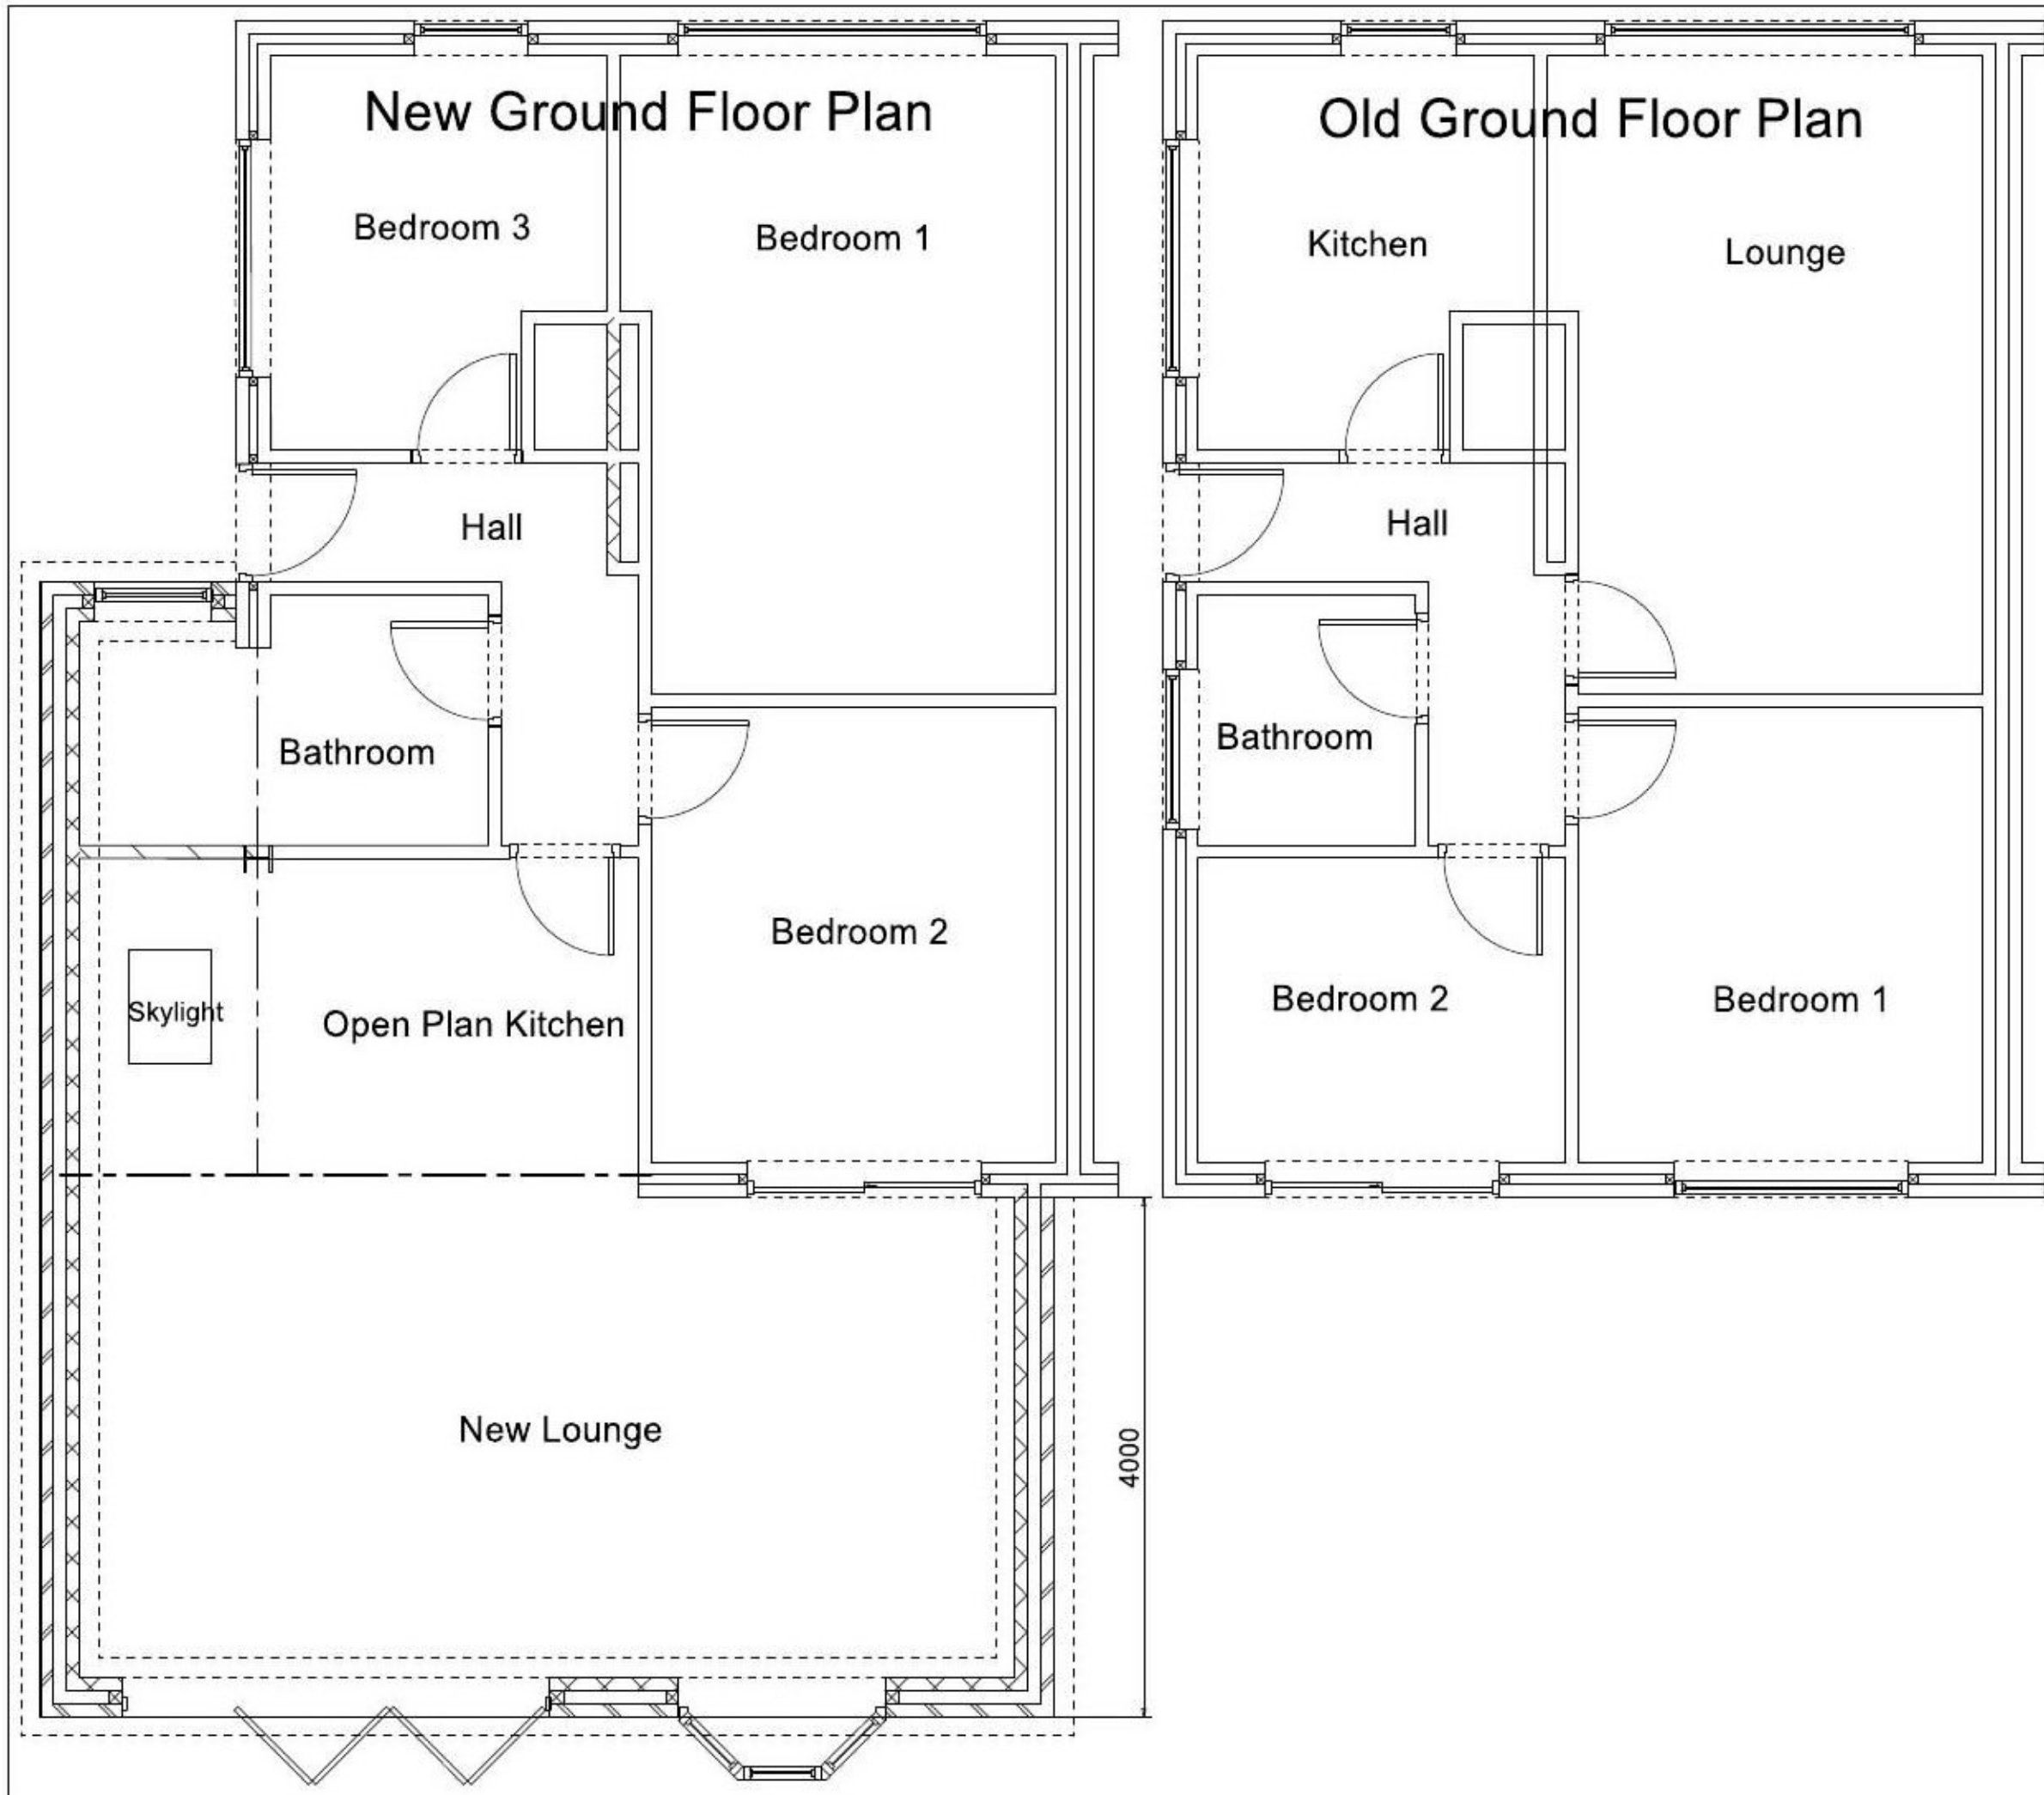 New Ground Floor Plan
Bedroom 3
Bedroom 1
Hall
Bathroom
Bedroom 2
Skylight
Open Plan Kitchen
New Lounge
4000
Old Ground Floor Plan
Kitchen
Lounge
Hall
Bathroom
Bedroom 2
Bedroom 1